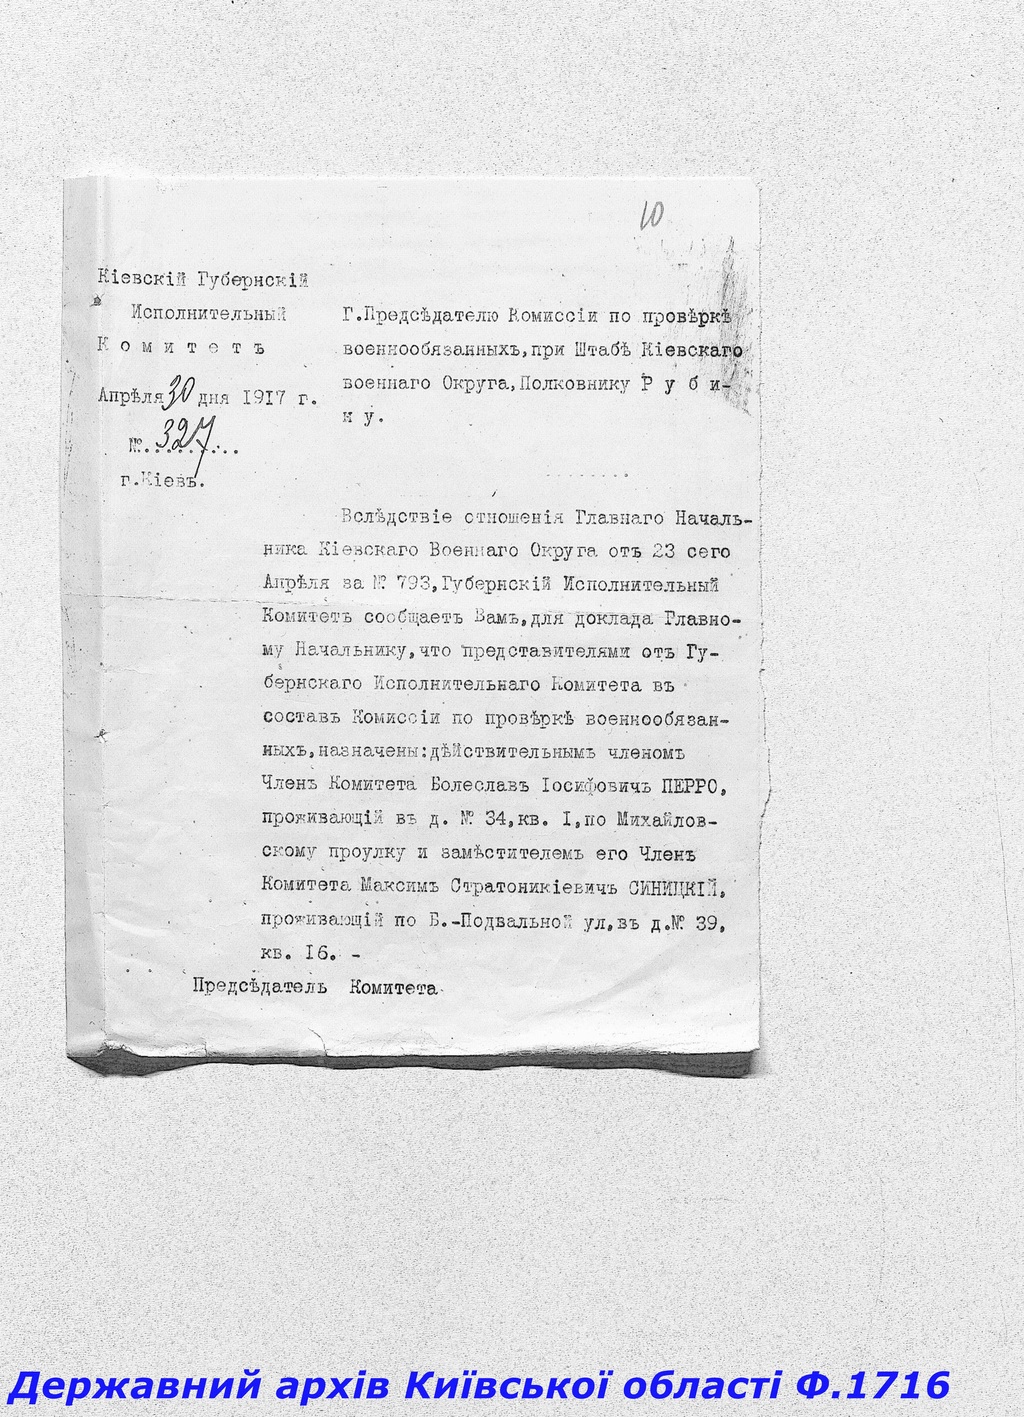 10
Кіевскій Губернскій
Исполнительный
Комитетъ
Апрѣля 30 дня 1917 г.
№. 327...
г.Кіевъ.
Г.Предсѣдателю Комиссіи по провѣркѣ
военнообязанныхъ,при Штабѣ Кіевскаго
военнаго Округа,Полковнику Р у б и-
н у.
Вслѣдствіе отношенія Главнаго Началь-
ника Кіевскаго Военнаго Округа отъ 23 сего
Апрѣля за № 793,Губернскій Исполнительный
Комитетъ сообщаетъ Вамъ,для доклада Главно-
му Начальнику,что представителями отъ Гу-
бернскаго Исполнительнаго Комитета въ
составъ Комиссіи по провѣркѣ военнообязан-
ныхъ,назначены:дѣйствительнымъ членомъ
Членъ Комитета Болеславъ Іосифовичъ ПЕРРО,
проживающій въ д. № 34,кв. I,по Михайлов-
скому проулку и замѣстителемъ его Членъ
Комитета Максимъ Стратоникіевичъ СИНИЦКІЙ,
проживающій по Б.-Подвальной ул,въ д.№ 39,
кв. I6. -
Предсѣдатель Комитета
Державний архів Київської області Ф.1716